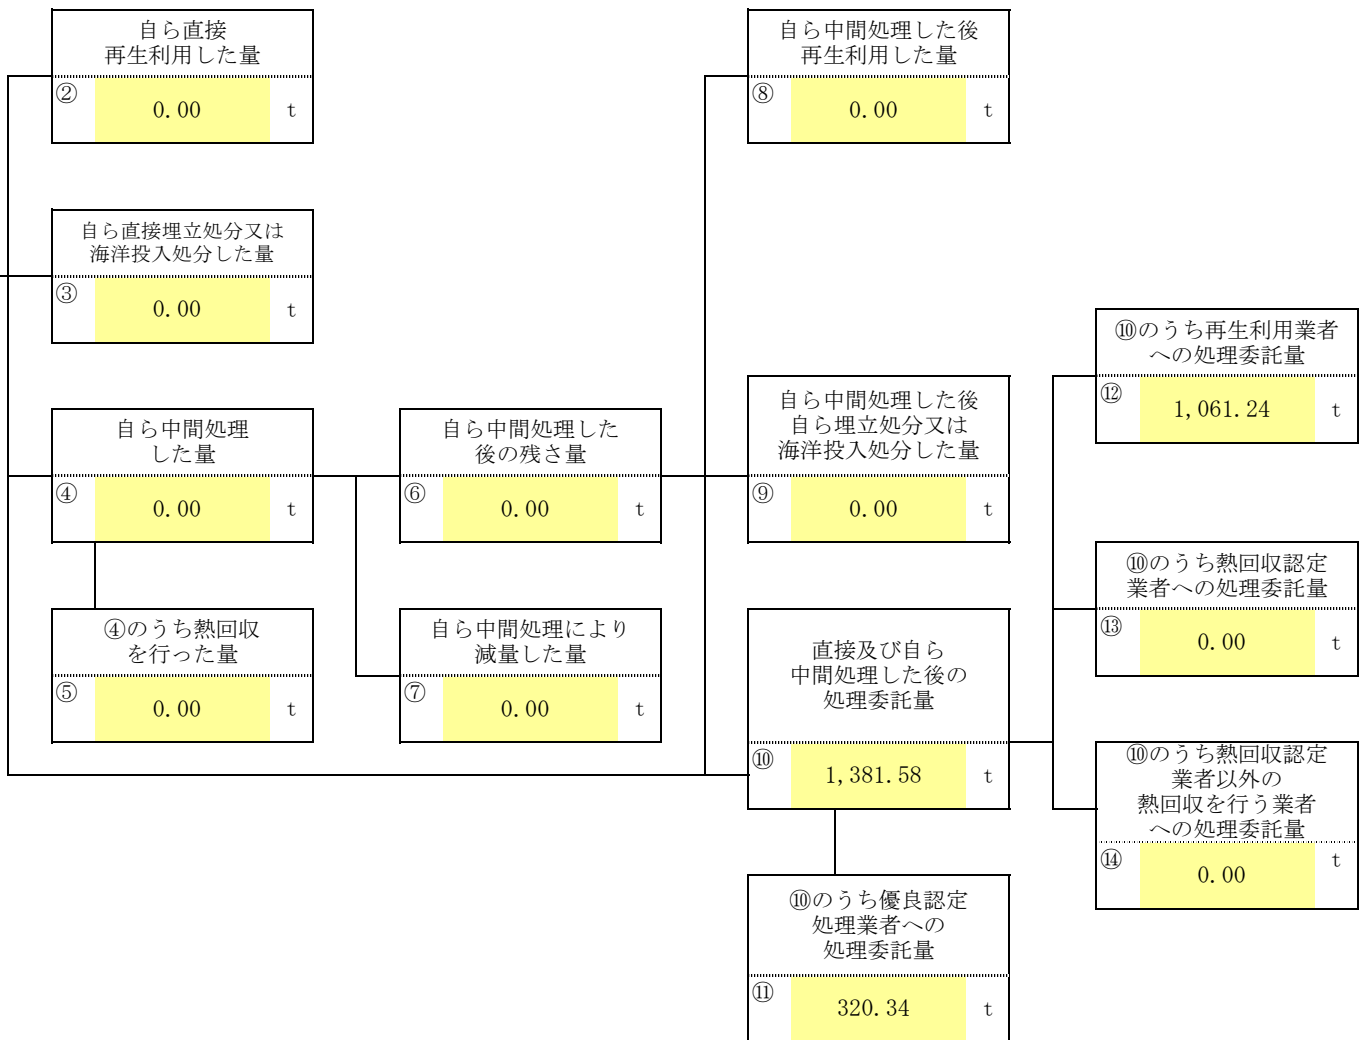 自ら直接
再生利用した量
②
0.00
t
自ら直接埋立処分又は
海洋投入処分した量
③
0.00
t
自ら中間処理
した量
④
0.00
t
④のうち熱回収
を行った量
⑤
0.00
t
自ら中間処理した
後の残さ量
⑥
0.00
t
自ら中間処理により
減量した量
⑦
0.00
t
自ら中間処理した後
再生利用した量
⑧
0.00
t
自ら中間処理した後
自ら埋立処分又は
海洋投入処分した量
⑨
0.00
t
直接及び自ら
中間処理した後の
処理委託量
⑩
1,381.58
t
⑩のうち優良認定
処理業者への
処理委託量
⑪
320.34
t
⑩のうち再生利用業者
への処理委託量
⑫
1,061.24
t
⑩のうち熱回収認定
業者への処理委託量
⑬
0.00
t
⑩のうち熱回収認定
業者以外の
熱回収を行う業者
への処理委託量
⑭
0.00
t